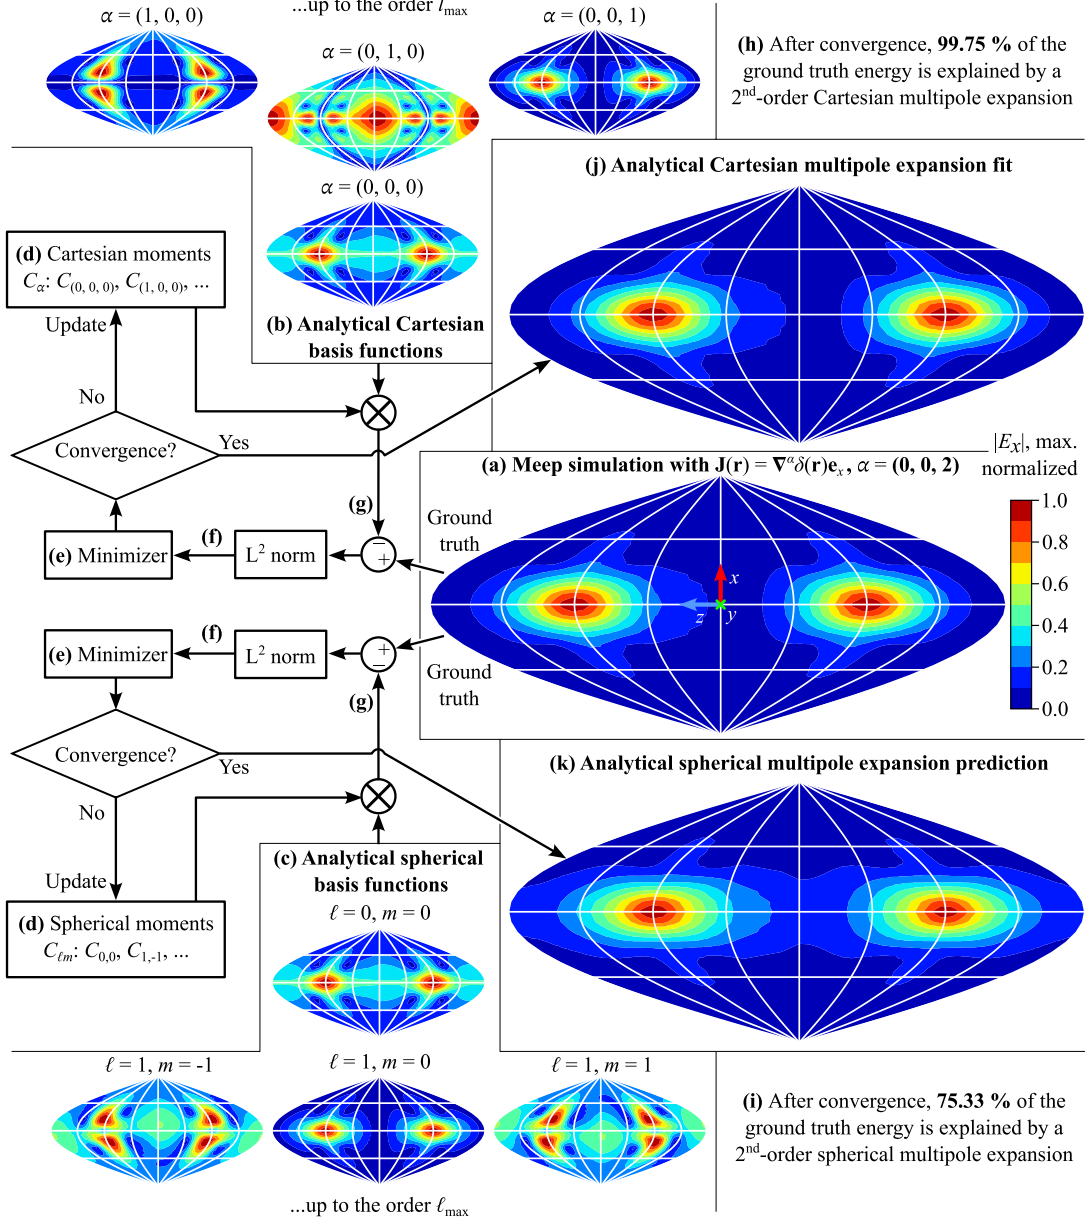 ...up to the order lmax
α = (1, 0, 0)
α = (0, 1, 0)
α = (0, 0, 1)
α = (0, 0, 0)
(h) After convergence, 99.75 % of the
ground truth energy is explained by a
2nd-order Cartesian multipole expansion
(j) Analytical Cartesian multipole expansion fit
(d) Cartesian moments
Cα: C(0, 0, 0), C(1, 0, 0), ...
Update
(b) Analytical Cartesian
basis functions
No
Convergence?
Yes
(g)
(e) Minimizer
(f)
L2 norm
−
+
Ground
truth
(a) Meep simulation with J(r) = ∇αδ(r)ex, α = (0, 0, 2)
|Ex|, max.
normalized
1.0
0.8
0.6
0.4
0.2
0.0
x
z
y
(e) Minimizer
(f)
L2 norm
+
−
Ground
truth
(g)
Convergence?
Yes
No
Update
(k) Analytical spherical multipole expansion prediction
(d) Spherical moments
Cℓm: C0,0, C1,-1, ...
(c) Analytical spherical
basis functions
ℓ = 0, m = 0
ℓ = 1, m = -1
ℓ = 1, m = 0
ℓ = 1, m = 1
...up to the order ℓmax
(i) After convergence, 75.33 % of the
ground truth energy is explained by a
2nd-order spherical multipole expansion